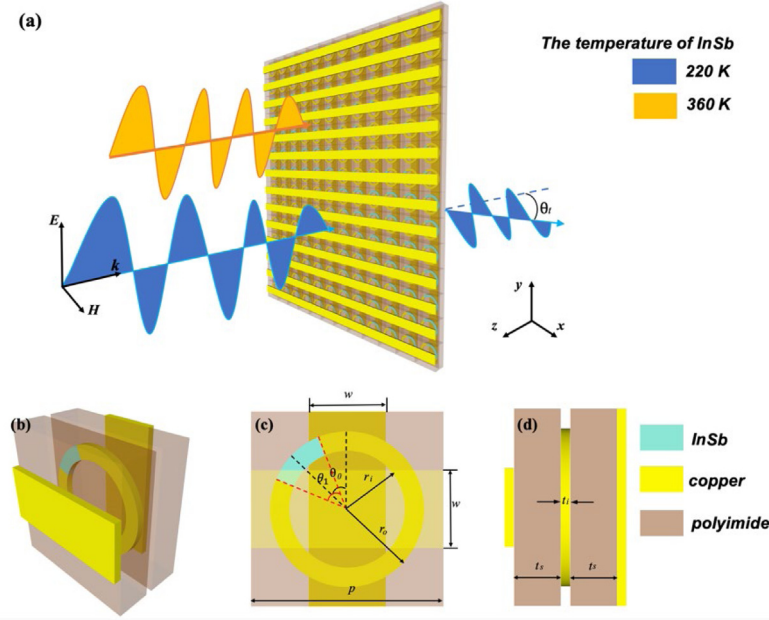 (a)
The temperature of InSb
220 K
360 K
E
k
H
θt
y
z
x
(b)
(c)
(d)
w
θ0
θ1
ri
ro
w
p
ti
ts
ts
InSb
copper
polyimide